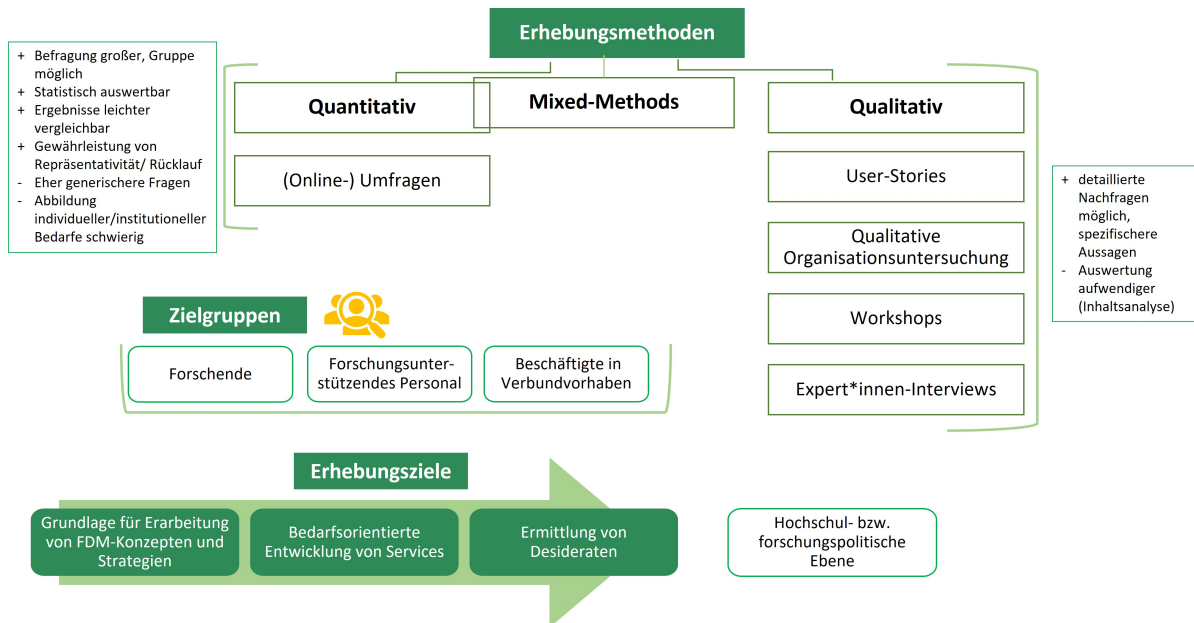 Erhebungsmethoden
+ Befragung großer, Gruppe
möglich
+ Statistisch auswertbar
+ Ergebnisse leichter
vergleichbar
+ Gewährleistung von
Repräsentativität/ Rücklauf
- Eher generischere Fragen
- Abbildung
individueller/institutioneller
Bedarfe schwierig
Quantitativ
(Online-) Umfragen
Mixed-Methods
Qualitativ
User-Stories
Qualitative
Organisationsuntersuchung
Workshops
Expert*innen-Interviews
+ detaillierte
Nachfragen
möglich,
spezifischere
Aussagen
- Auswertung
aufwendiger
(Inhaltsanalyse)
Zielgruppen
Forschende
Forschungsunter-
stützendes Personal
Beschäftigte in
Verbundvorhaben
Erhebungsziele
Grundlage für Erarbeitung
von FDM-Konzepten und
Strategien
Bedarfsorientierte
Entwicklung von Services
Ermittlung von
Desideraten
Hochschul- bzw.
forschungspolitische
Ebene